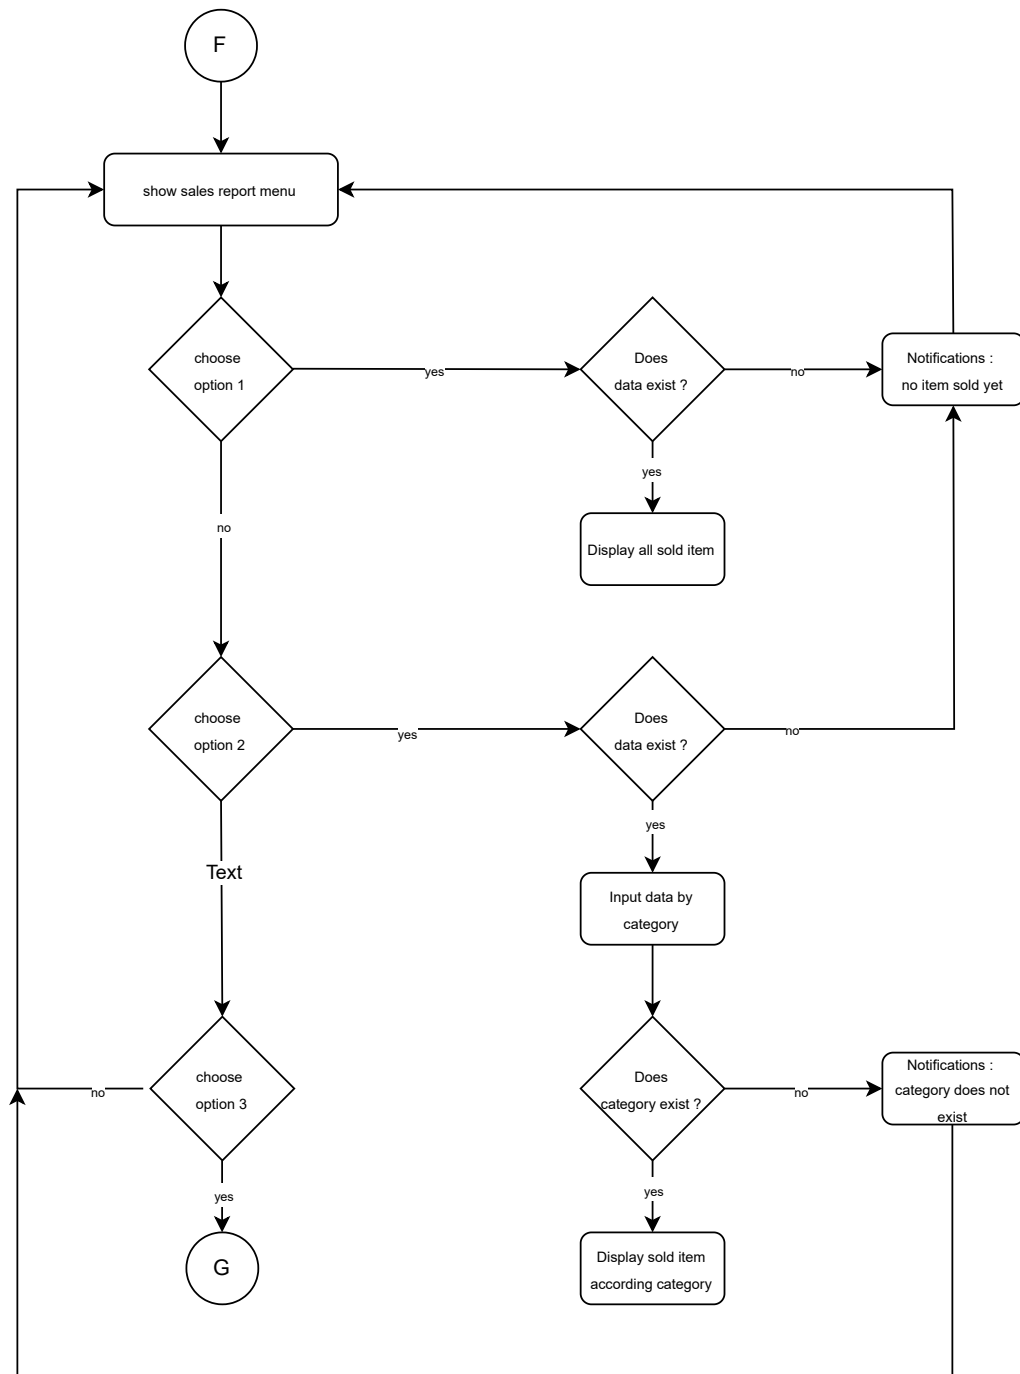 F
show sales report menu
choose
option 1
yes
Does
data exist ?
no
Notifications :
no item sold yet
yes
Display all sold item
no
choose
option 2
yes
Does
data exist ?
no
yes
Text
Input data by
category
choose
option 3
no
Does
category exist ?
no
Notifications :
category does not
exist
yes
yes
G
Display sold item
according category